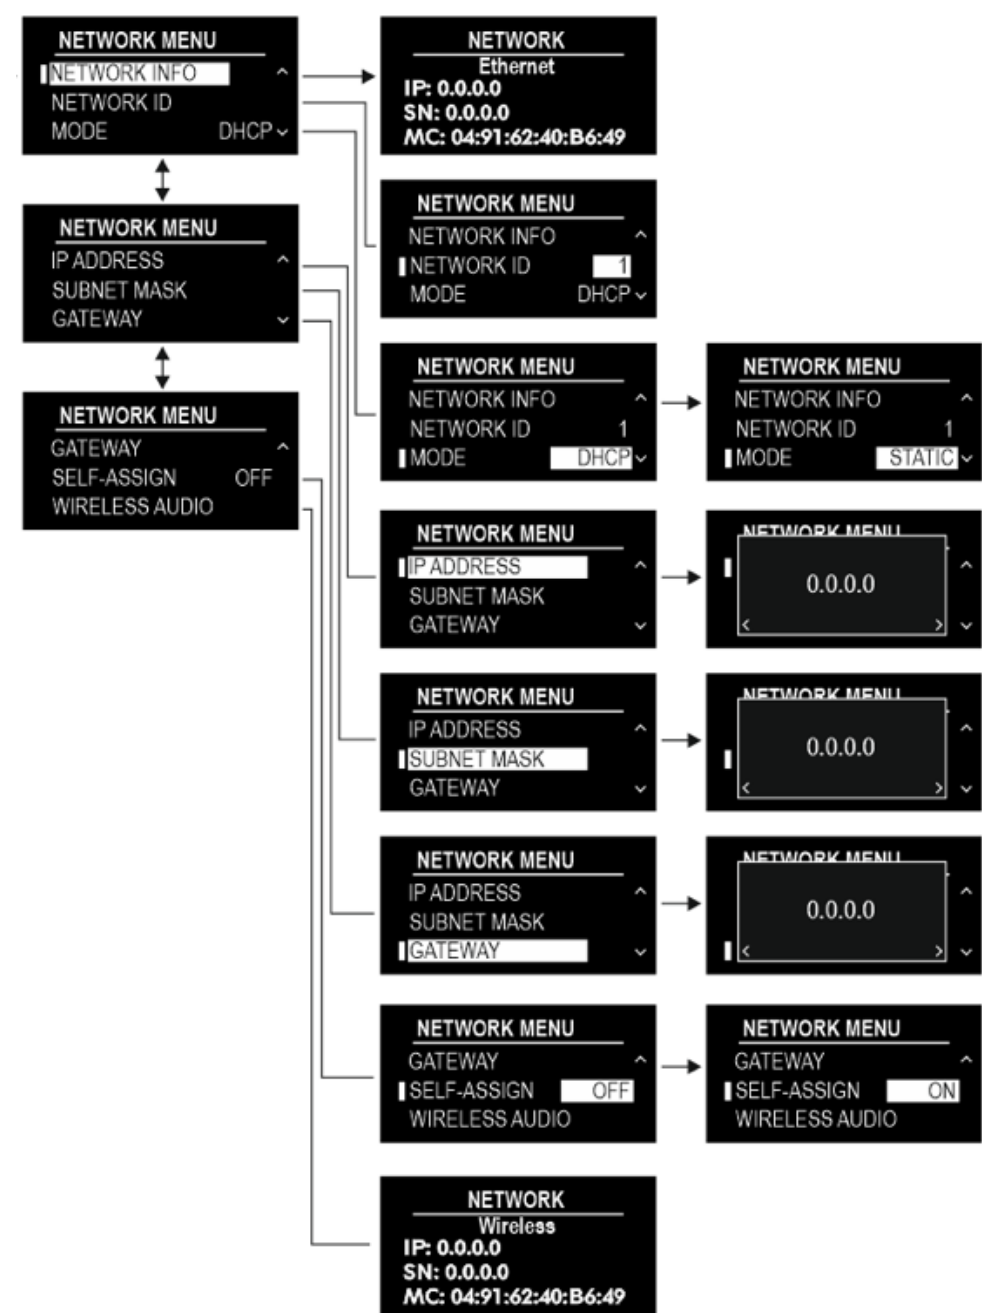 NETWORK MENU
NETWORK INFO
NETWORK ID
MODE DHCP
NETWORK
Ethernet
IP: 0.0.0.0
SN: 0.0.0.0
MC: 04:91:62:40:B6:49
NETWORK MENU
IP ADDRESS
SUBNET MASK
GATEWAY
NETWORK MENU
NETWORK INFO
NETWORK ID 1
MODE DHCP
NETWORK MENU
GATEWAY
SELF-ASSIGN OFF
WIRELESS AUDIO
NETWORK MENU
NETWORK INFO
NETWORK ID 1
MODE DHCP
NETWORK MENU
NETWORK INFO
NETWORK ID 1
MODE STATIC
NETWORK MENU
IP ADDRESS
SUBNET MASK
GATEWAY
NETWORK MENU
0.0.0.0
< >
NETWORK MENU
IP ADDRESS
SUBNET MASK
GATEWAY
NETWORK MENU
0.0.0.0
< >
NETWORK MENU
IP ADDRESS
SUBNET MASK
GATEWAY
NETWORK MENU
0.0.0.0
< >
NETWORK MENU
GATEWAY
SELF-ASSIGN OFF
WIRELESS AUDIO
NETWORK MENU
GATEWAY
SELF-ASSIGN ON
WIRELESS AUDIO
NETWORK
Wireless
IP: 0.0.0.0
SN: 0.0.0.0
MC: 04:91:62:40:B6:49